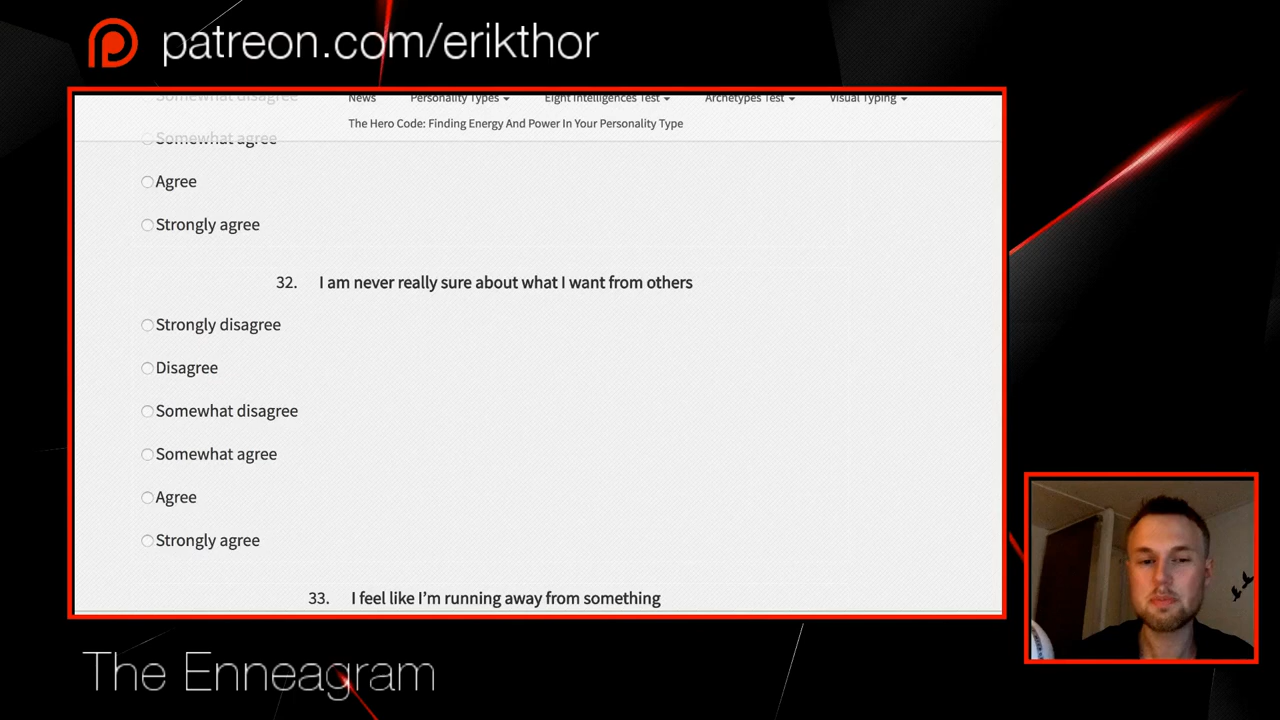 patreon.com/erikthor
Somewhat disagree
News Personality Types Eight Intelligences Test Archetypes Test Visual Typing
The Hero Code: Finding Energy And Power In Your Personality Type
Somewhat agree
Agree
Strongly agree
32. I am never really sure about what I want from others
Strongly disagree
Disagree
Somewhat disagree
Somewhat agree
Agree
Strongly agree
33. I feel like I’m running away from something
The Enneagram